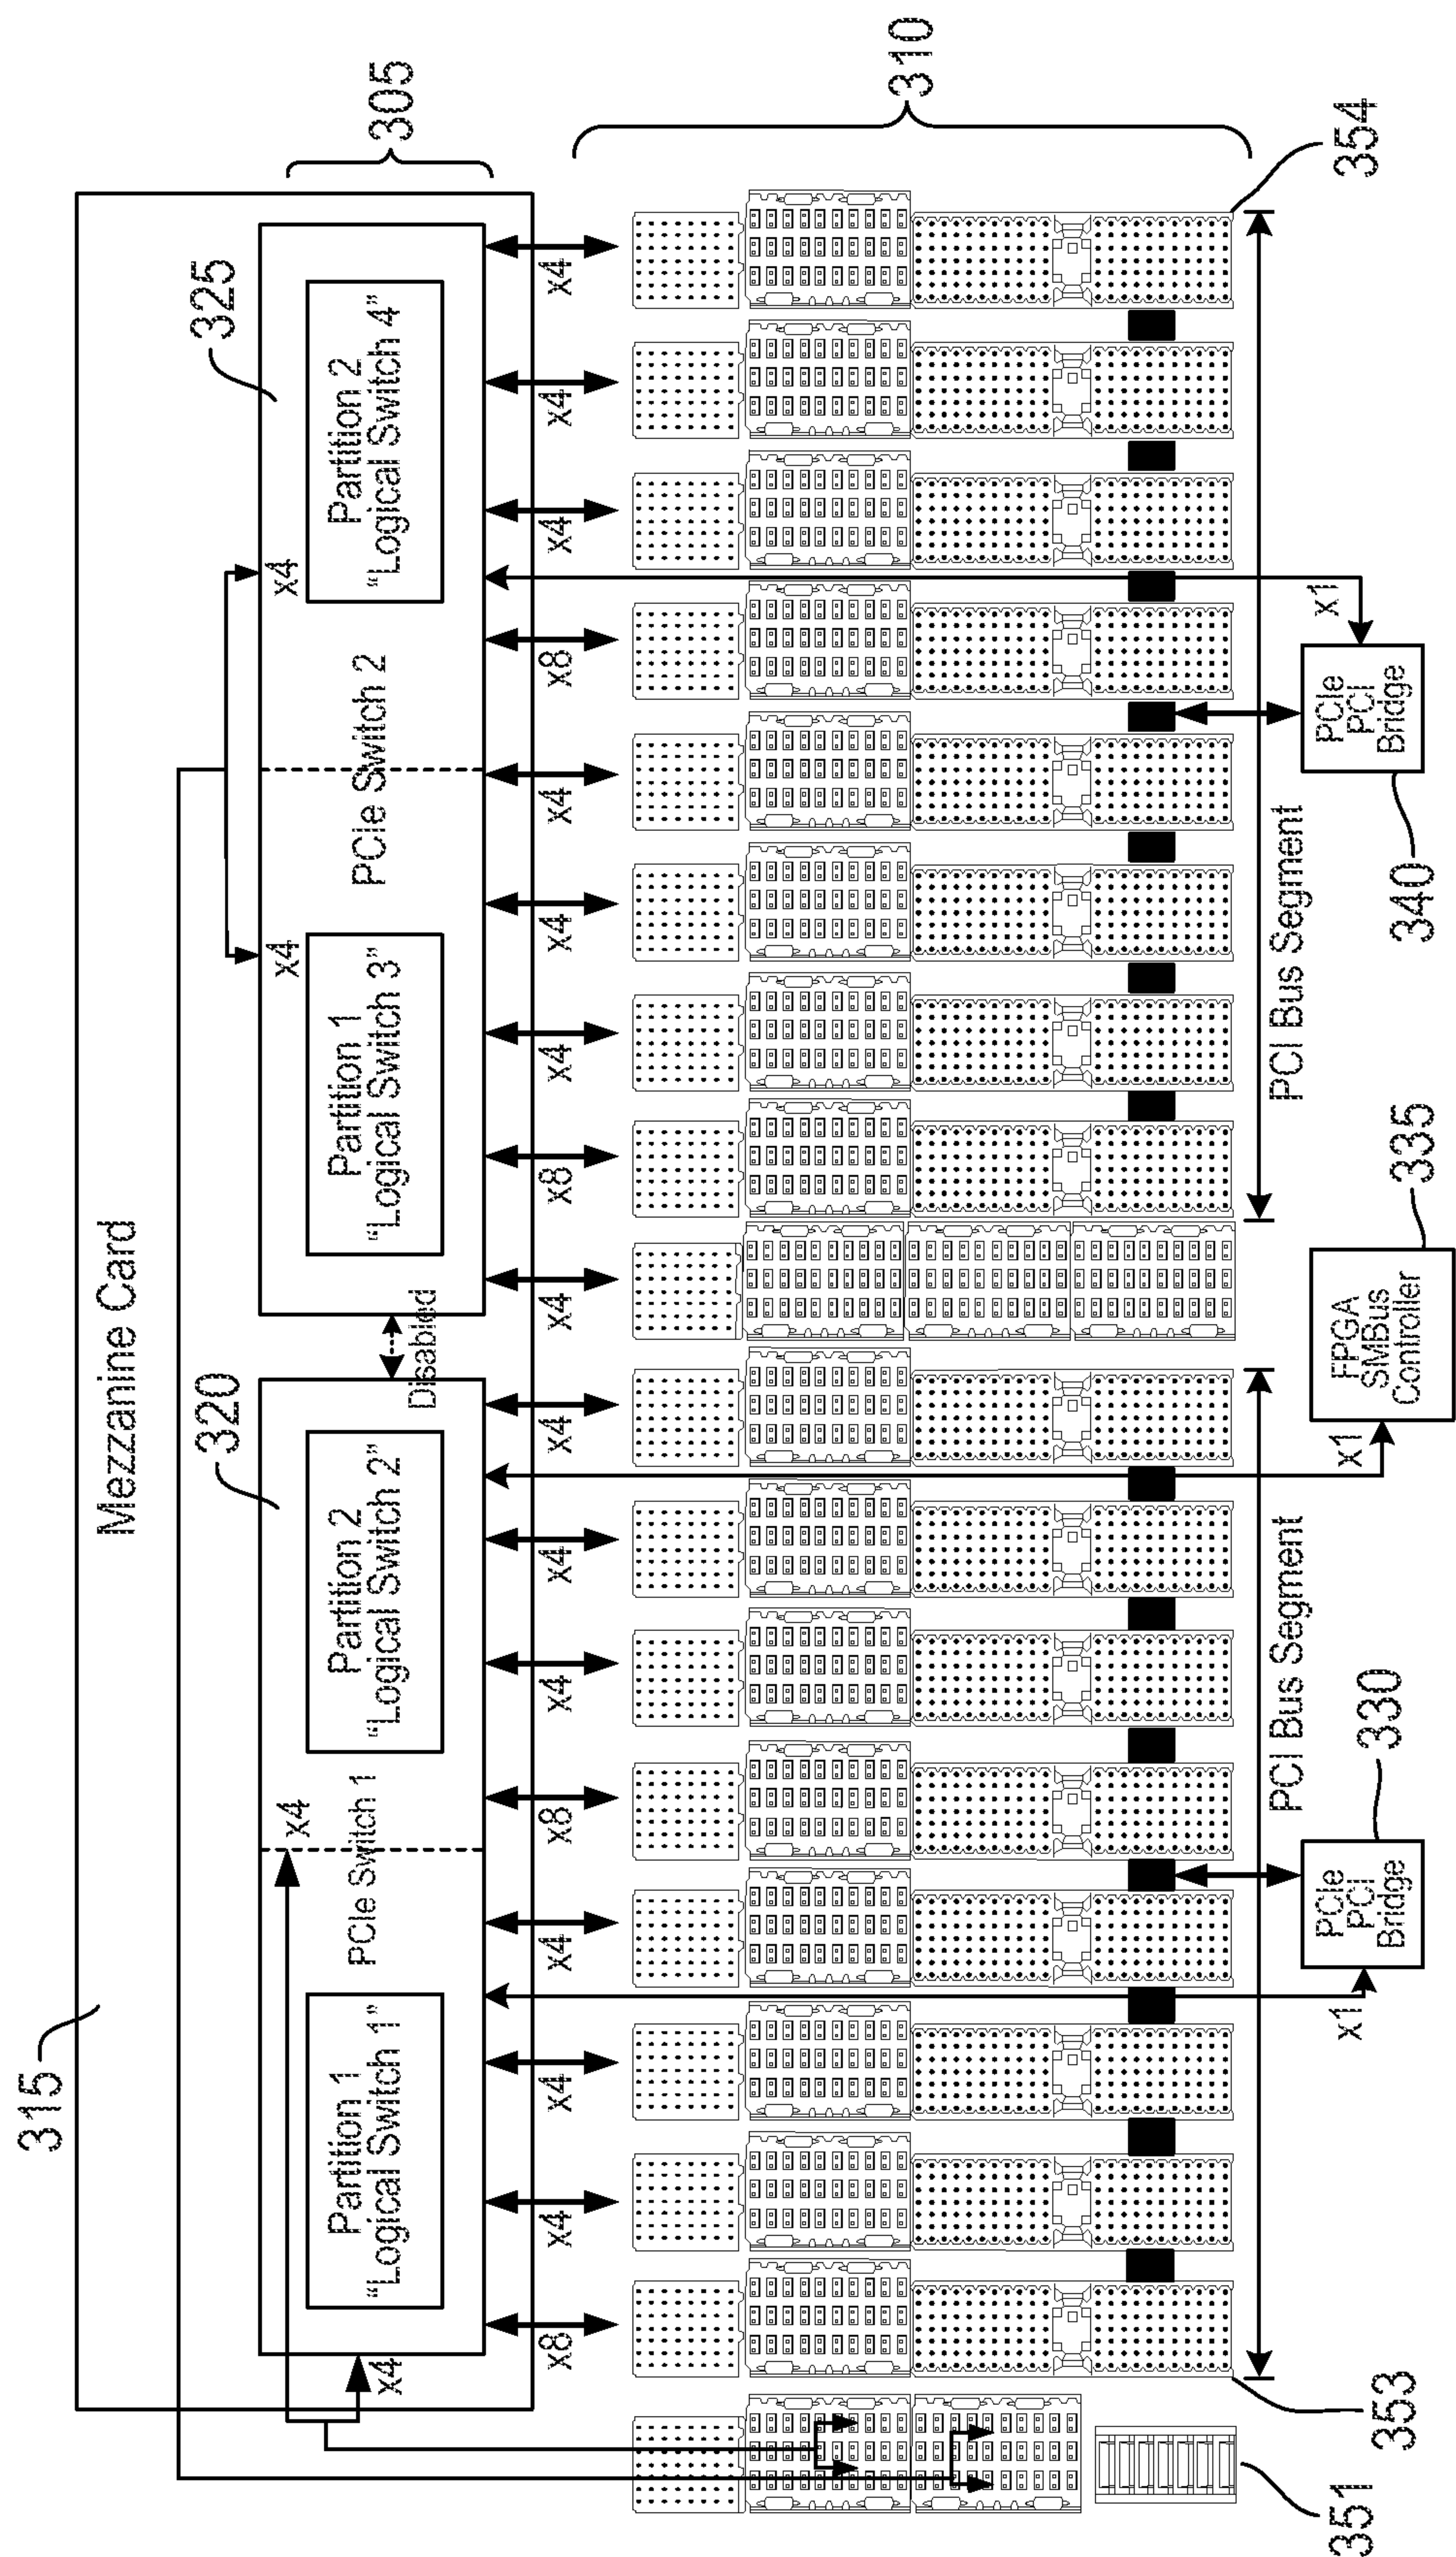 Mezzanine Card
315
320
325
305
310
Partition 1
“Logical Switch 1”
PCIe Switch 1
x4
x4
Partition 2
“Logical Switch 2”
Disabled
Partition 1
“Logical Switch 3”
x4
PCIe Switch 2
Partition 2
“Logical Switch 4”
x4
x8
x4
x4
x4
x8
x4
x4
x4
x4
x8
x4
x4
x4
x8
x4
x4
x4
351
353
354
PCI Bus Segment
PCI Bus Segment
x1
PCIe
PCI
Bridge
330
x1
FPGA
SMBus
Controller
335
x1
PCIe
PCI
Bridge
340